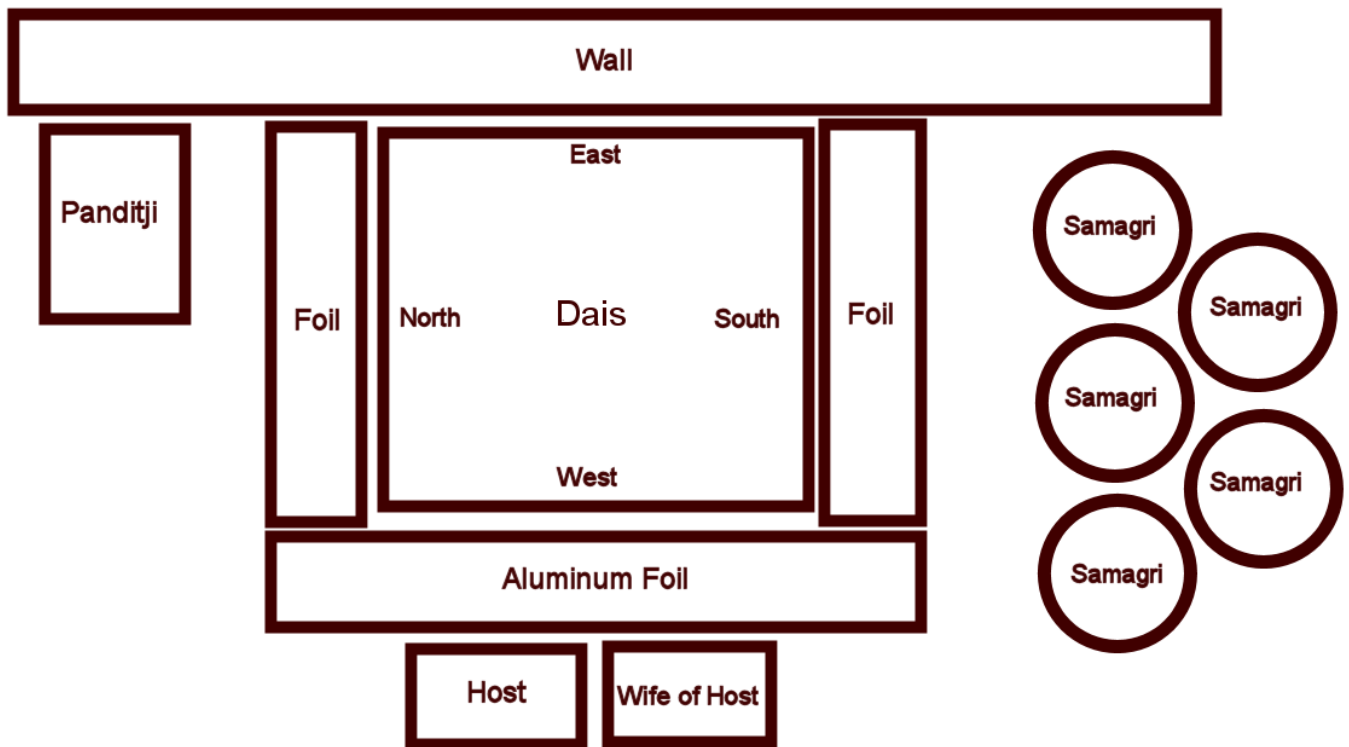 Wall
East
Panditji
Samagri
Samagri
Foil
North
Dais
South
Foil
Samagri
West
Samagri
Aluminum Foil
Samagri
Host
Wife of Host